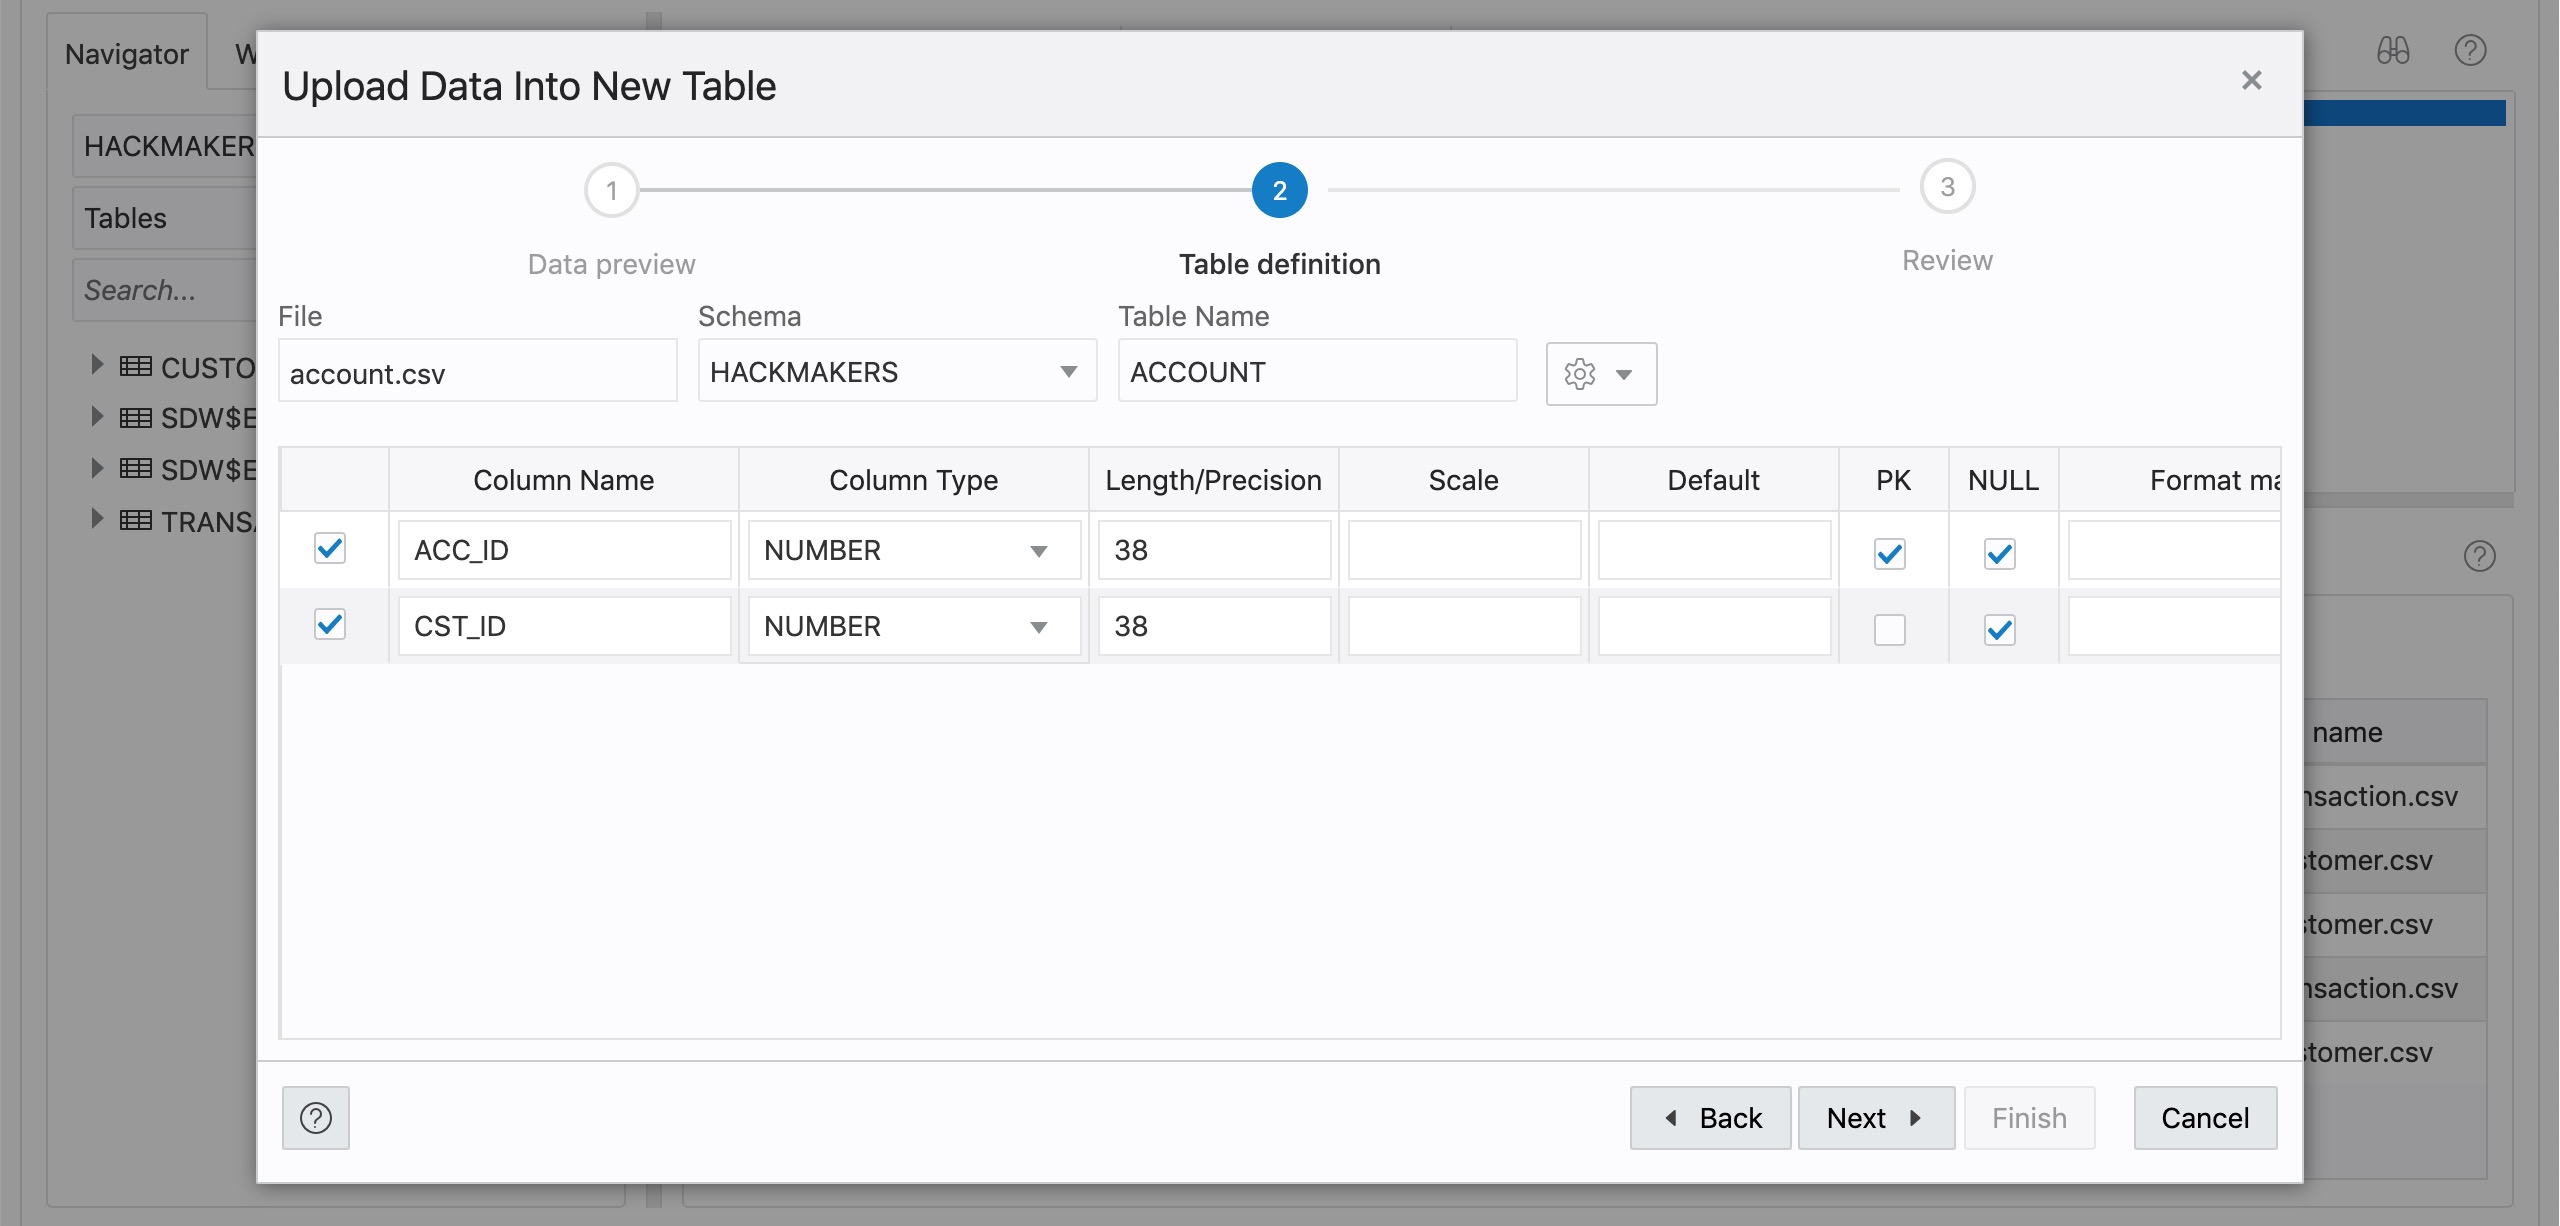 Navigator
HACKMAKER
Tables
Search...
CUSTO
SDW$E
SDW$E
TRANSA
Upload Data Into New Table
1
2
3
Data preview
Table definition
Review
File
Schema
Table Name
account.csv
HACKMAKERS
ACCOUNT
Column Name Column Type Length/Precision Scale Default PK NULL Format ma
ACC_ID NUMBER 38
CST_ID NUMBER 38
name
nsaction.csv
stomer.csv
stomer.csv
nsaction.csv
stomer.csv
Back
Next
Finish
Cancel